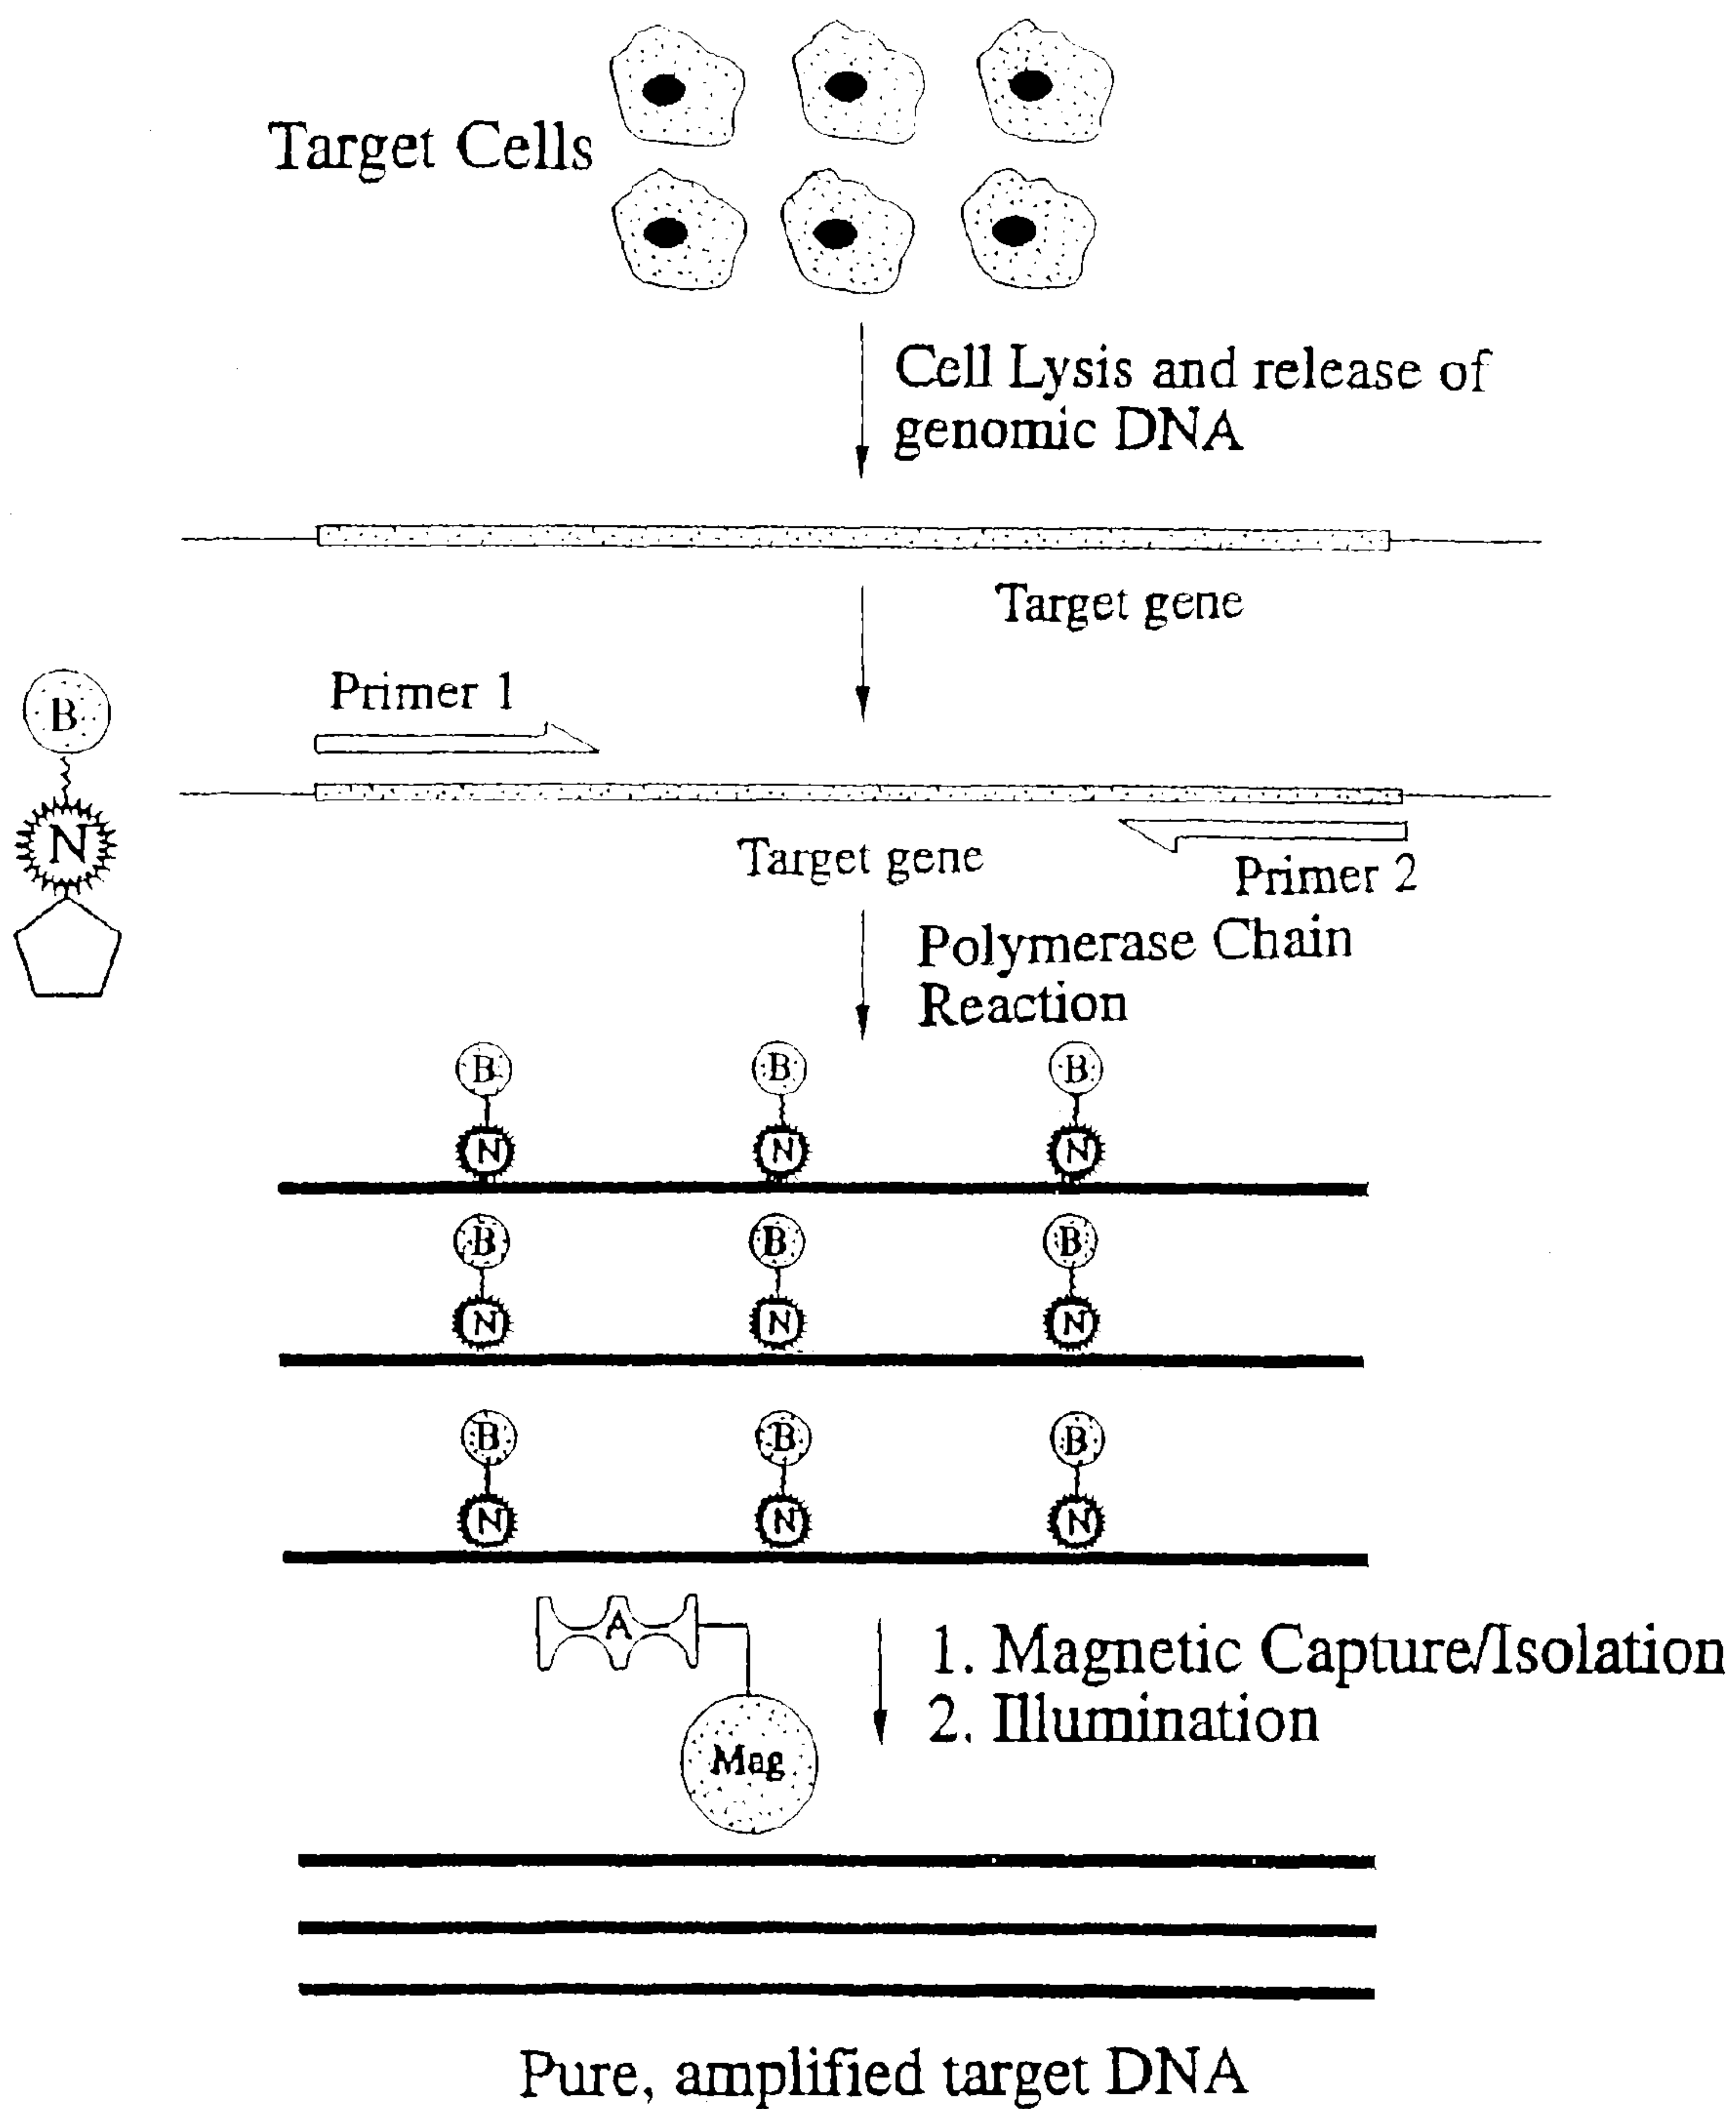 Target Cells
Cell Lysis and release of
genomic DNA
Target gene
Primer 1
B
N
Target gene
Primer 2
Polymerase Chain
Reaction
B B B
N N N
B B B
N N N
B B B
N N N
A
1. Magnetic Capture/Isolation
2. Illumination
Mag
Pure, amplified target DNA